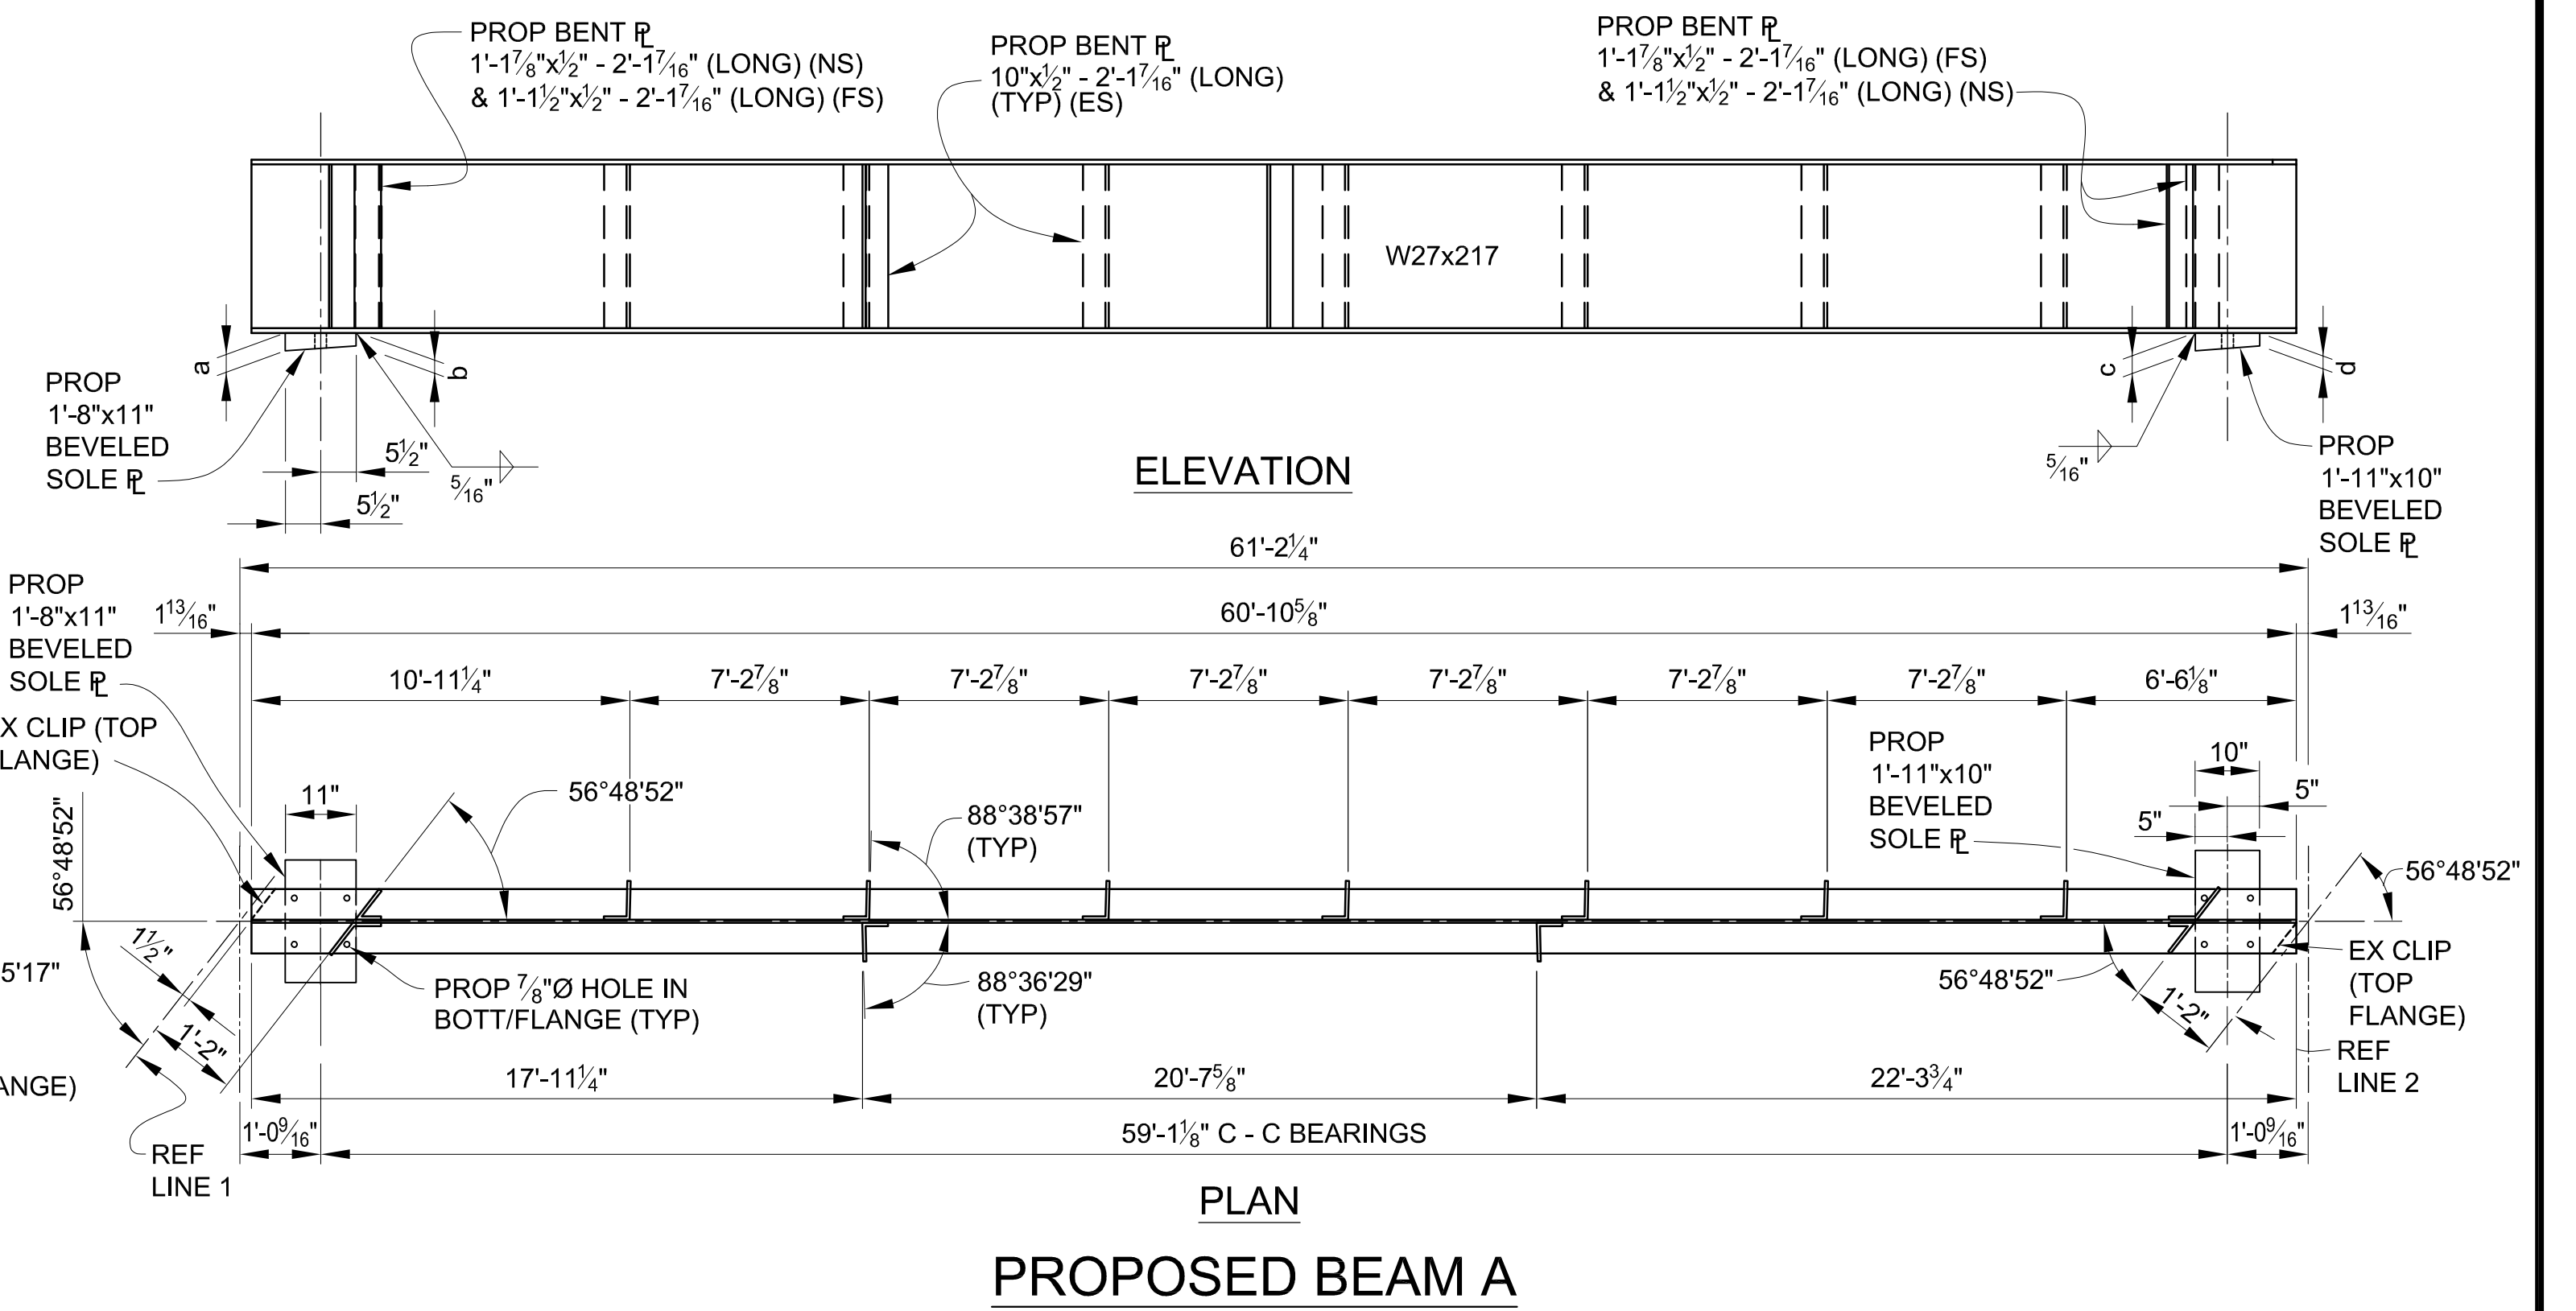 PROP BENT ℄
1'-1⅞"x½" - 2'-1⁷⁄₁₆" (LONG) (NS)
& 1'-1½"x½" - 2'-1⁷⁄₁₆" (LONG) (FS)
PROP BENT ℄
10"x½" - 2'-1⁷⁄₁₆" (LONG)
(TYP) (ES)
PROP BENT ℄
1'-1⅞"x½" - 2'-1⁷⁄₁₆" (LONG) (FS)
& 1'-1½"x½" - 2'-1⁷⁄₁₆" (LONG) (NS)
W27x217
a
b
c
d
PROP
1'-8"x11"
BEVELED
SOLE ℄
5½"
5½"
⁵⁄₁₆"
ELEVATION
⁵⁄₁₆"
PROP
1'-11"x10"
BEVELED
SOLE ℄
61'-2¼"
1¹³⁄₁₆"
60'-10⅝"
1¹³⁄₁₆"
PROP
1'-8"x11"
BEVELED
SOLE ℄
10'-11¼"
7'-2⅞"
7'-2⅞"
7'-2⅞"
7'-2⅞"
7'-2⅞"
7'-2⅞"
6'-6⅛"
X CLIP (TOP
LANGE)
56°48'52"
11"
56°48'52"
88°38'57"
(TYP)
PROP
1'-11"x10"
BEVELED
SOLE ℄
10"
5"
5"
56°48'52"
1½"
5'17"
1'-2"
PROP ⅞"Ø HOLE IN
BOTT/FLANGE (TYP)
88°36'29"
(TYP)
56°48'52"
1'-2"
EX CLIP
(TOP
FLANGE)
REF
LINE 2
ANGE)
17'-11¼"
20'-7⅝"
22'-3¾"
1'-0⁹⁄₁₆"
59'-1⅛" C - C BEARINGS
1'-0⁹⁄₁₆"
REF
LINE 1
PLAN
PROPOSED BEAM A